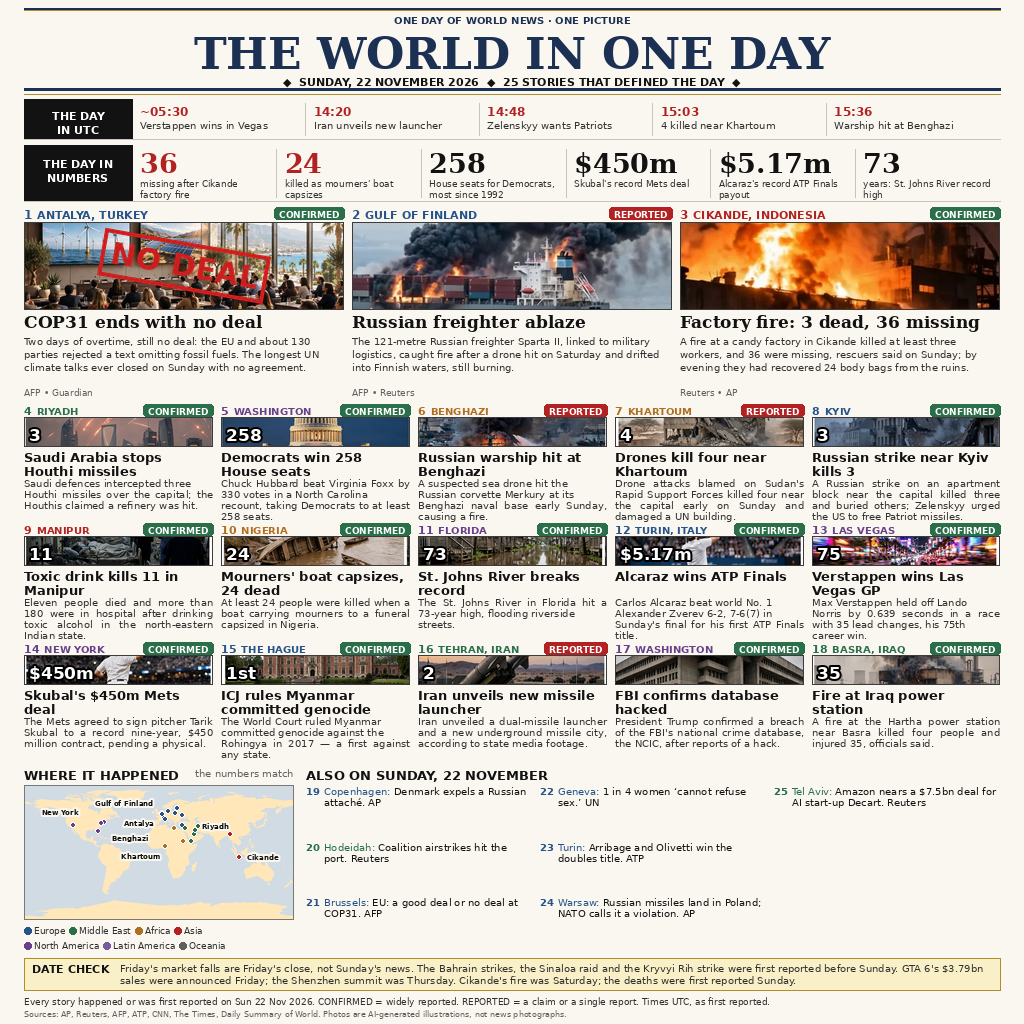 ONE DAY OF WORLD NEWS · ONE PICTURE
THE WORLD IN ONE DAY
◆ SUNDAY, 22 NOVEMBER 2026 ◆ 25 STORIES THAT DEFINED THE DAY ◆
THE DAY
IN UTC
~05:30
Verstappen wins in Vegas
14:20
Iran unveils new launcher
14:48
Zelenskyy wants Patriots
15:03
4 killed near Khartoum
15:36
Warship hit at Benghazi
THE DAY IN
NUMBERS
36
missing after Cikande
factory fire
24
killed as mourners' boat
capsizes
258
House seats for Democrats,
most since 1992
$450m
Skubal's record Mets deal
$5.17m
Alcaraz's record ATP Finals
payout
73
years: St. Johns River record
high
1 ANTALYA, TURKEY
CONFIRMED
NO DEAL
COP31 ends with no deal
Two days of overtime, still no deal: the EU and about 130
parties rejected a text omitting fossil fuels. The longest UN
climate talks ever closed on Sunday with no agreement.
AFP • Guardian
2 GULF OF FINLAND
REPORTED
Russian freighter ablaze
The 121-metre Russian freighter Sparta II, linked to military
logistics, caught fire after a drone hit on Saturday and drifted
into Finnish waters, still burning.
AFP • Reuters
3 CIKANDE, INDONESIA
CONFIRMED
Factory fire: 3 dead, 36 missing
A fire at a candy factory in Cikande killed at least three
workers, and 36 were missing, rescuers said on Sunday; by
evening they had recovered 24 body bags from the ruins.
Reuters • AP
4 RIYADH
CONFIRMED
3
Saudi Arabia stops
Houthi missiles
Saudi defences intercepted three
Houthi missiles over the capital; the
Houthis claimed a refinery was hit.
5 WASHINGTON
CONFIRMED
258
Democrats win 258
House seats
Chuck Hubbard beat Virginia Foxx by
330 votes in a North Carolina
recount, taking Democrats to at least
258 seats.
6 BENGHAZI
REPORTED
Russian warship hit at
Benghazi
A suspected sea drone hit the
Russian corvette Merkury at its
Benghazi naval base early Sunday,
causing a fire.
7 KHARTOUM
REPORTED
4
Drones kill four near
Khartoum
Drone attacks blamed on Sudan's
Rapid Support Forces killed four near
the capital early on Sunday and
damaged a UN building.
8 KYIV
CONFIRMED
3
Russian strike near Kyiv
kills 3
A Russian strike on an apartment
block near the capital killed three
and buried others; Zelenskyy urged
the US to free Patriot missiles.
9 MANIPUR
CONFIRMED
11
Toxic drink kills 11 in
Manipur
Eleven people died and more than
180 were in hospital after drinking
toxic alcohol in the north-eastern
Indian state.
10 NIGERIA
CONFIRMED
24
Mourners' boat capsizes,
24 dead
At least 24 people were killed when a
boat carrying mourners to a funeral
capsized in Nigeria.
11 FLORIDA
CONFIRMED
73
St. Johns River breaks
record
The St. Johns River in Florida hit a
73-year high, flooding riverside
streets.
12 TURIN, ITALY
CONFIRMED
$5.17m
Alcaraz wins ATP Finals
Carlos Alcaraz beat world No. 1
Alexander Zverev 6-2, 7-6(7) in
Sunday's final for his first ATP Finals
title.
13 LAS VEGAS
CONFIRMED
75
Verstappen wins Las
Vegas GP
Max Verstappen held off Lando
Norris by 0.639 seconds in a race
with 35 lead changes, his 75th
career win.
14 NEW YORK
CONFIRMED
$450m
Skubal's $450m Mets
deal
The Mets agreed to sign pitcher Tarik
Skubal to a record nine-year, $450
million contract, pending a physical.
15 THE HAGUE
CONFIRMED
1st
ICJ rules Myanmar
committed genocide
The World Court ruled Myanmar
committed genocide against the
Rohingya in 2017 — a first against
any state.
16 TEHRAN, IRAN
REPORTED
2
Iran unveils new missile
launcher
Iran unveiled a dual-missile launcher
and a new underground missile city,
according to state media footage.
17 WASHINGTON
CONFIRMED
FBI confirms database
hacked
President Trump confirmed a breach
of the FBI's national crime database,
the NCIC, after reports of a hack.
18 BASRA, IRAQ
CONFIRMED
35
Fire at Iraq power
station
A fire at the Hartha power station
near Basra killed four people and
injured 35, officials said.
WHERE IT HAPPENED
the numbers match
Gulf of Finland
New York
Antalya
Riyadh
Benghazi
Khartoum
Cikande
Europe Middle East Africa Asia
North America Latin America Oceania
ALSO ON SUNDAY, 22 NOVEMBER
19 Copenhagen: Denmark expels a Russian
attaché. AP
20 Hodeidah: Coalition airstrikes hit the
port. Reuters
21 Brussels: EU: a good deal or no deal at
COP31. AFP
22 Geneva: 1 in 4 women ‘cannot refuse
sex.’ UN
23 Turin: Arribage and Olivetti win the
doubles title. ATP
24 Warsaw: Russian missiles land in Poland;
NATO calls it a violation. AP
25 Tel Aviv: Amazon nears a $7.5bn deal for
AI start-up Decart. Reuters
DATE CHECK
Friday's market falls are Friday's close, not Sunday's news. The Bahrain strikes, the Sinaloa raid and the Kryvyi Rih strike were first reported before Sunday. GTA 6's $3.79bn
sales were announced Friday; the Shenzhen summit was Thursday. Cikande's fire was Saturday; the deaths were first reported Sunday.
Every story happened or was first reported on Sun 22 Nov 2026. CONFIRMED = widely reported. REPORTED = a claim or a single report. Times UTC, as first reported.
Sources: AP, Reuters, AFP, ATP, CNN, The Times, Daily Summary of World. Photos are AI-generated illustrations, not news photographs.